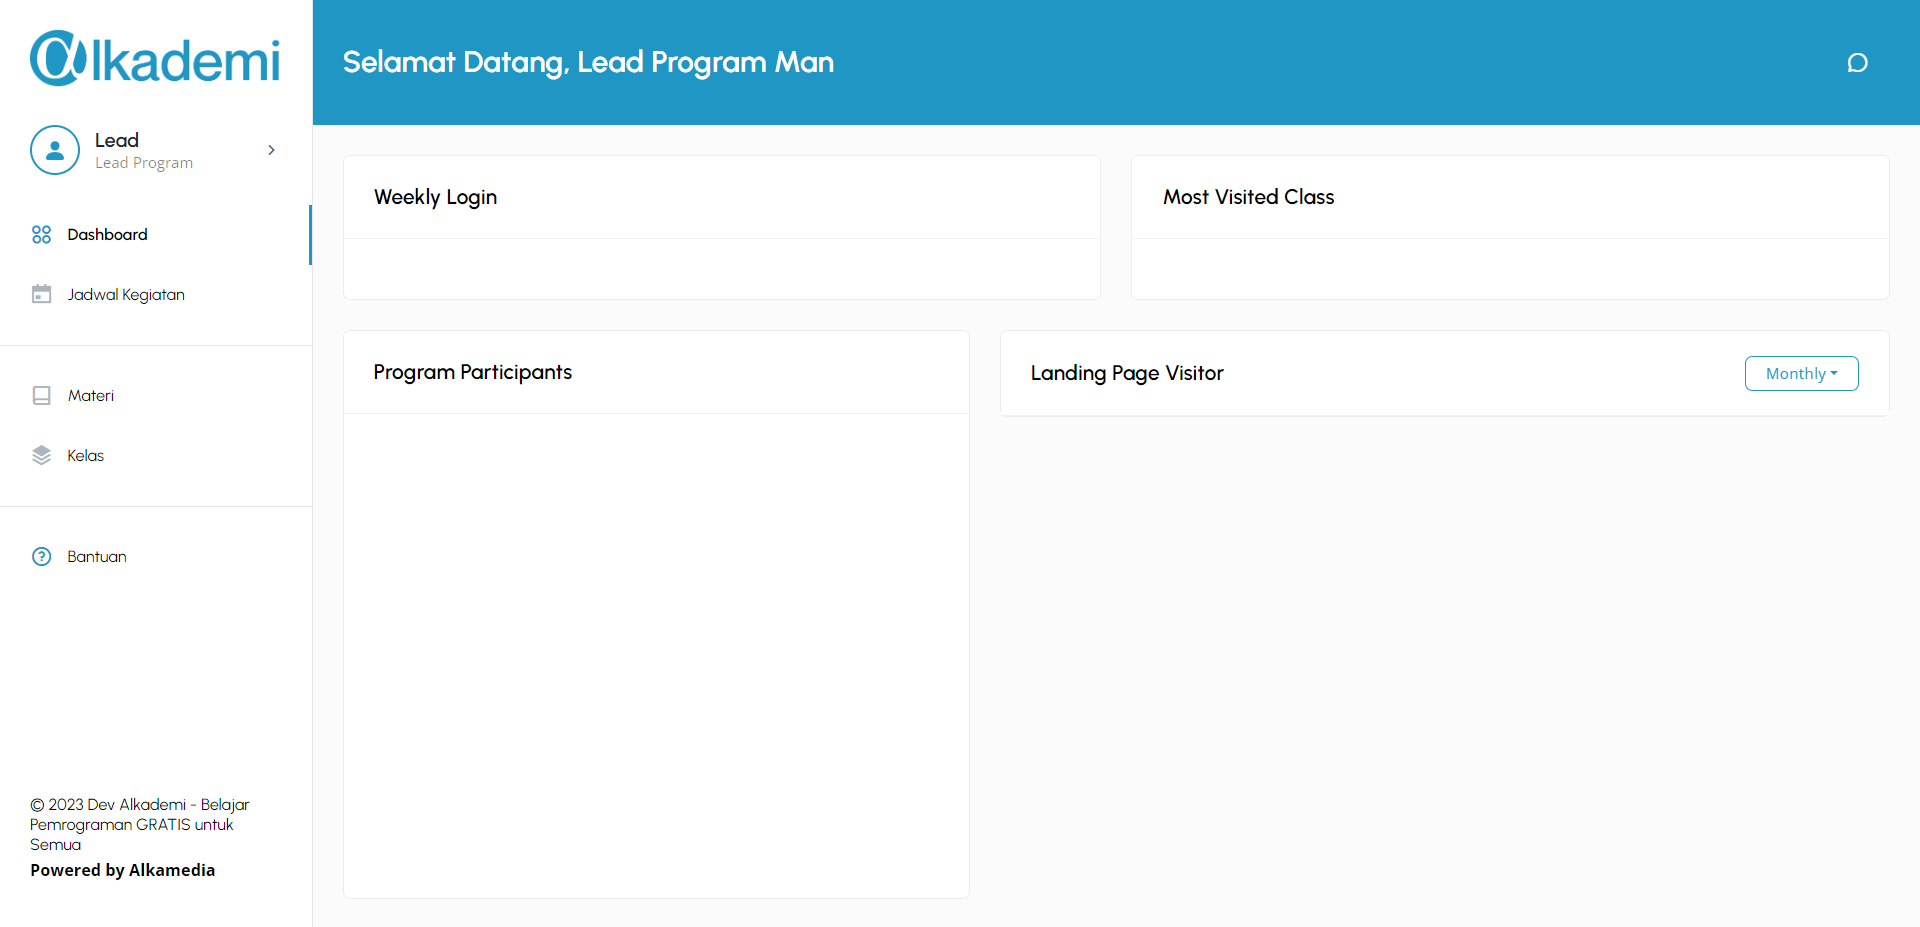 @lkademi
Lead
Lead Program
Dashboard
Jadwal Kegiatan
Materi
Kelas
Bantuan
© 2023 Dev Alkademi - Belajar
Pemrograman GRATIS untuk
Semua
Powered by Alkamedia
Selamat Datang, Lead Program Man
Weekly Login
Most Visited Class
Program Participants
Landing Page Visitor
Monthly